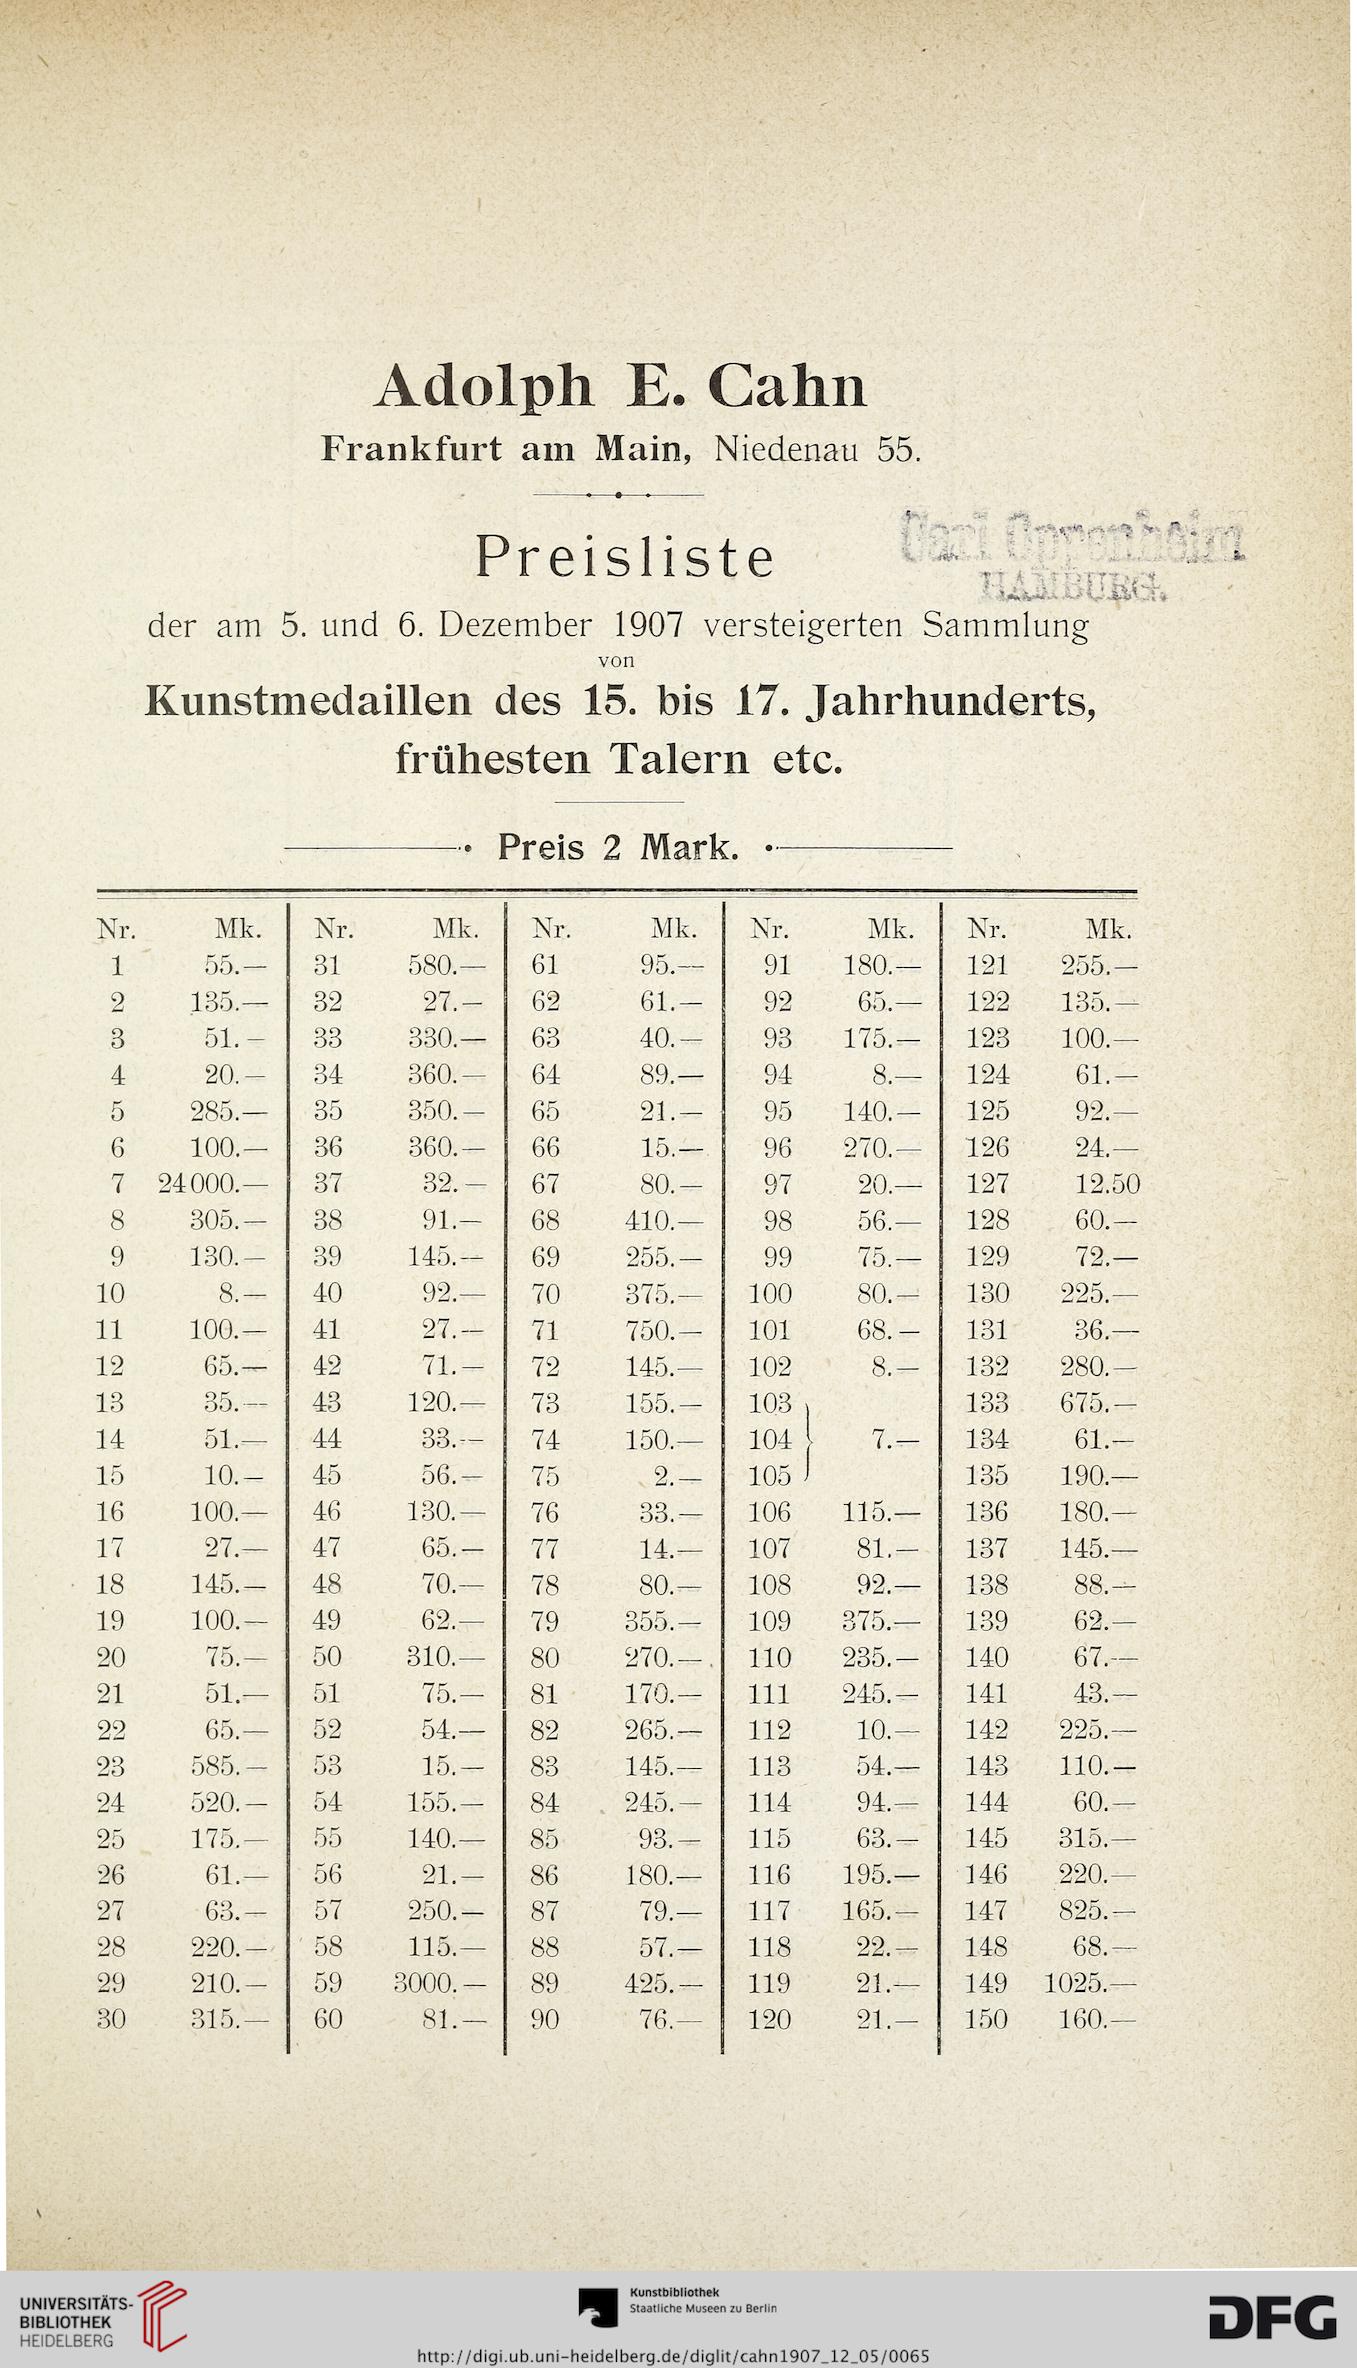 Adolph E. Cahn
Frankfurt am Main, Niedenau 55.
Preisliste
Carl Oppenheim
HAMBURG.
der am 5. und 6. Dezember 1907 versteigerten Sammlung
von
Kunstmedaillen des 15. bis 17. Jahrhunderts,
frühesten Talern etc.
Preis 2 Mark.
Nr. Mk. Nr. Mk. Nr. Mk. Nr. Mk. Nr. Mk.
1 55.— 31 580.— 61 95.— 91 180.— 121 255.—
2 135.— 32 27.— 62 61.— 92 65.— 122 135.—
3 51.— 33 330.— 63 40.— 93 175.— 123 100.—
4 20.— 34 360.— 64 89.— 94 8.— 124 61.—
5 285.— 35 350.— 65 21.— 95 140.— 125 92.—
6 100.— 36 360.— 66 15.— 96 270.— 126 24.—
7 24000.— 37 32.— 67 80.— 97 20.— 127 12.50
8 305.— 38 91.— 68 410.— 98 56.— 128 60.—
9 130.— 39 145.— 69 255.— 99 75.— 129 72.—
10 8.— 40 92.— 70 375.— 100 80.— 130 225.—
11 100.— 41 27.— 71 750.— 101 68.— 131 36.—
12 65.— 42 71.— 72 145.— 102 8.— 132 280.—
13 35.— 43 120.— 73 155.— 103 133 675.—
14 51.— 44 33.— 74 150.— 104 } 7.— 134 61.—
15 10.— 45 56.— 75 2.— 105 135 190.—
16 100.— 46 130.— 76 33.— 106 115.— 136 180.—
17 27.— 47 65.— 77 14.— 107 81.— 137 145.—
18 145.— 48 70.— 78 80.— 108 92.— 138 88.—
19 100.— 49 62.— 79 355.— 109 375.— 139 62.—
20 75.— 50 310.— 80 270.— 110 235.— 140 67.—
21 51.— 51 75.— 81 170.— 111 245.— 141 43.—
22 65.— 52 54.— 82 265.— 112 10.— 142 225.—
23 585.— 53 15.— 83 145.— 113 54.— 143 110.—
24 520.— 54 155.— 84 245.— 114 94.— 144 60.—
25 175.— 55 140.— 85 93.— 115 63.— 145 315.—
26 61.— 56 21.— 86 180.— 116 195.— 146 220.—
27 63.— 57 250.— 87 79.— 117 165.— 147 825.—
28 220.— 58 115.— 88 57.— 118 22.— 148 68.—
29 210.— 59 3000.— 89 425.— 119 21.— 149 1025.—
30 315.— 60 81.— 90 76.— 120 21.— 150 160.—
UNIVERSITÄTS-
BIBLIOTHEK
HEIDELBERG
Kunstbibliothek
Staatliche Museen zu Berlin
DFG
http://digi.ub.uni-heidelberg.de/diglit/cahn1907_12_05/0065